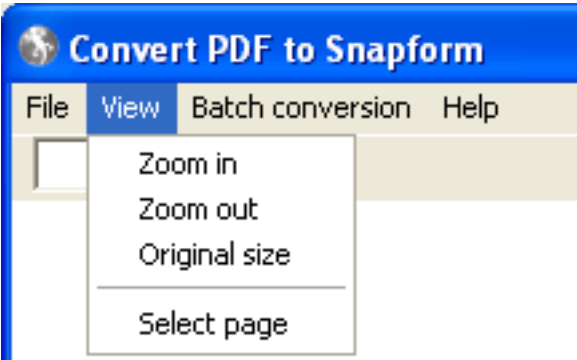 Convert PDF to Snapform
File View Batch conversion Help
Zoom in
Zoom out
Original size
Select page